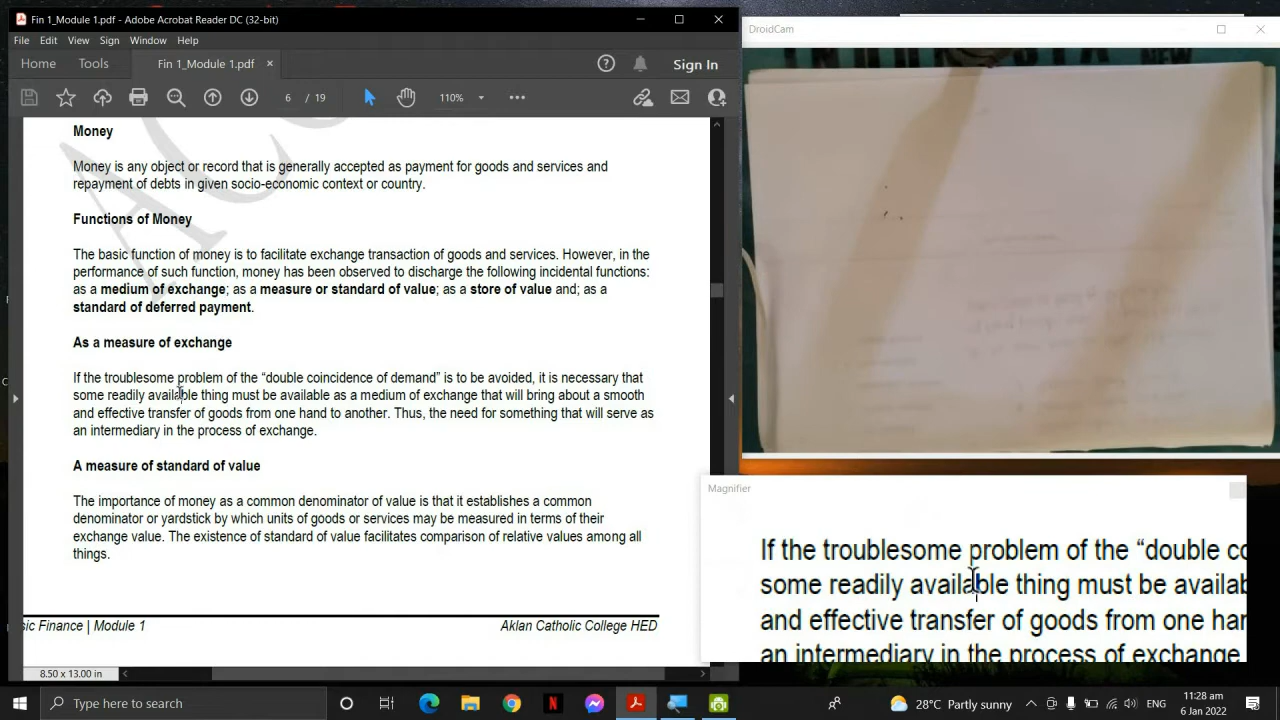 Fin 1_Module 1.pdf - Adobe Acrobat Reader DC (32-bit)
File Edit View Sign Window Help
Home Tools Fin 1_Module 1.pdf × Sign In
6 / 19 110%
Money
Money is any object or record that is generally accepted as payment for goods and services and
repayment of debts in given socio-economic context or country.
Functions of Money
The basic function of money is to facilitate exchange transaction of goods and services. However, in the
performance of such function, money has been observed to discharge the following incidental functions:
as a medium of exchange; as a measure or standard of value; as a store of value and; as a
standard of deferred payment.
As a measure of exchange
If the troublesome problem of the “double coincidence of demand” is to be avoided, it is necessary that
some readily available thing must be available as a medium of exchange that will bring about a smooth
and effective transfer of goods from one hand to another. Thus, the need for something that will serve as
an intermediary in the process of exchange.
A measure of standard of value
The importance of money as a common denominator of value is that it establishes a common
denominator or yardstick by which units of goods or services may be measured in terms of their
exchange value. The existence of standard of value facilitates comparison of relative values among all
things.
sic Finance | Module 1 Aklan Catholic College HED
8.50 x 13.00 in
DroidCam
Magnifier
If the troublesome problem of the “double co
some readily available thing must be availab
and effective transfer of goods from one har
an intermediary in the process of exchange
Type here to search
28°C Partly sunny
ENG
11:28 am
6 Jan 2022